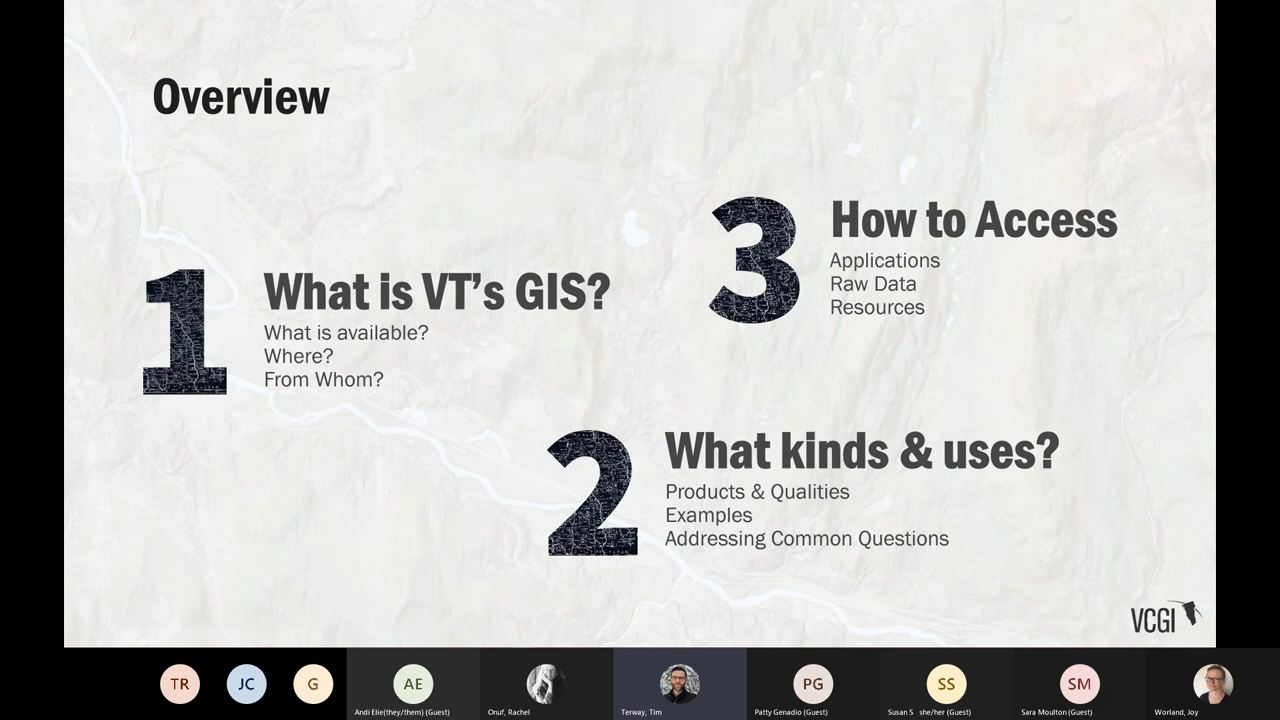 Overview
1
What is VT's GIS?
What is available?
Where?
From Whom?
2
What kinds & uses?
Products & Qualities
Examples
Addressing Common Questions
3
How to Access
Applications
Raw Data
Resources
VCGI
TR
JC
G
AE
Andi Elie(they/them) (Guest)
Onuf, Rachel
Terway, Tim
PG
Patty Genadio (Guest)
SS
Susan S she/her (Guest)
SM
Sara Moulton (Guest)
Worland, Joy